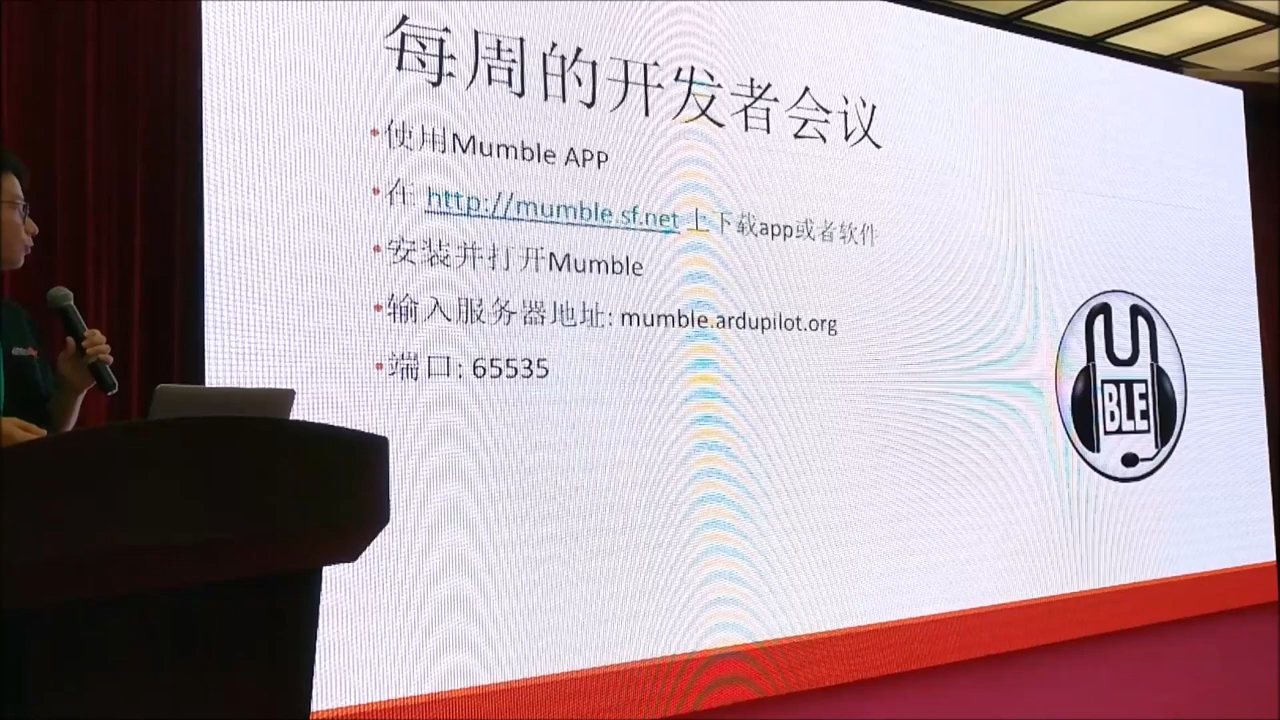 每周的开发者会议
•使用Mumble APP
•在 http://mumble.sf.net 上下载app或者软件
•安装并打开Mumble
•输入服务器地址: mumble.ardupilot.org
•端口: 65535
BLE